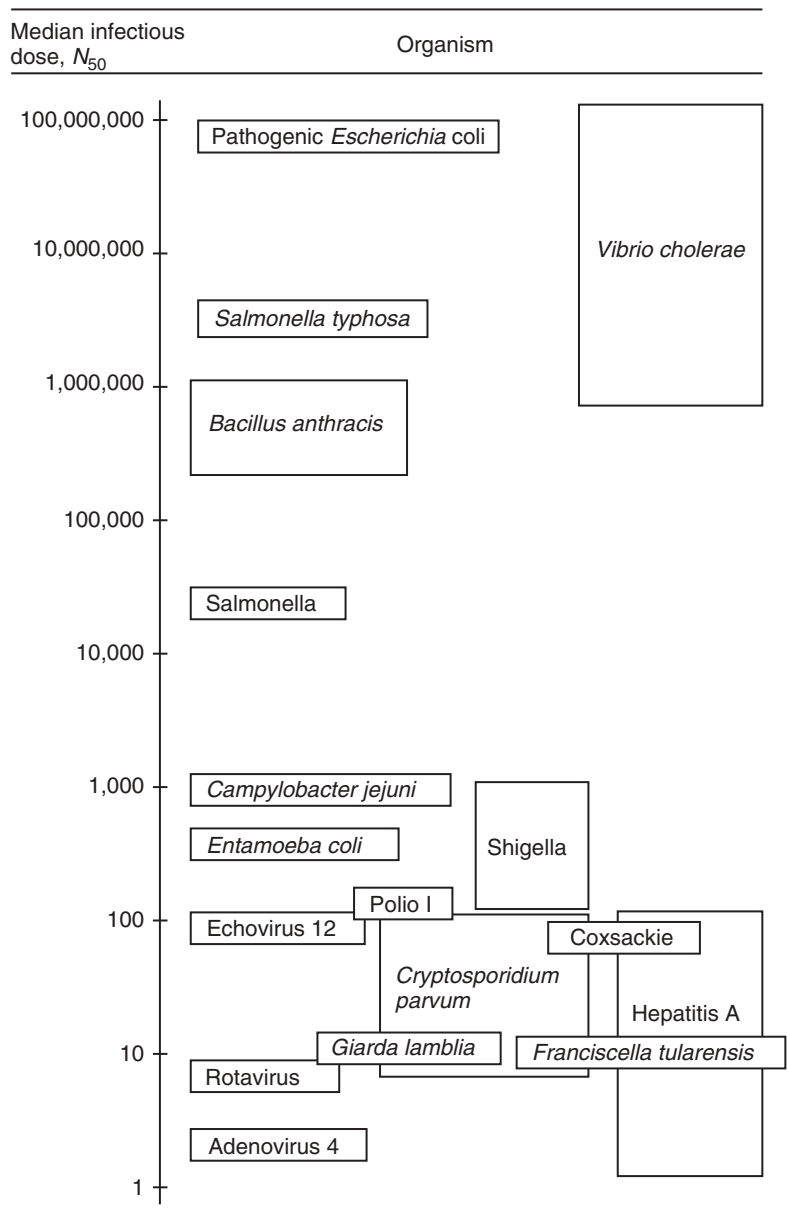 Median infectious
dose, N50
Organism
100,000,000
Pathogenic Escherichia coli
10,000,000
Vibrio cholerae
Salmonella typhosa
1,000,000
Bacillus anthracis
100,000
Salmonella
10,000
1,000
Campylobacter jejuni
Entamoeba coli
Shigella
Polio I
100
Echovirus 12
Coxsackie
Cryptosporidium
parvum
Hepatitis A
10
Giarda lamblia
Franciscella tularensis
Rotavirus
Adenovirus 4
1